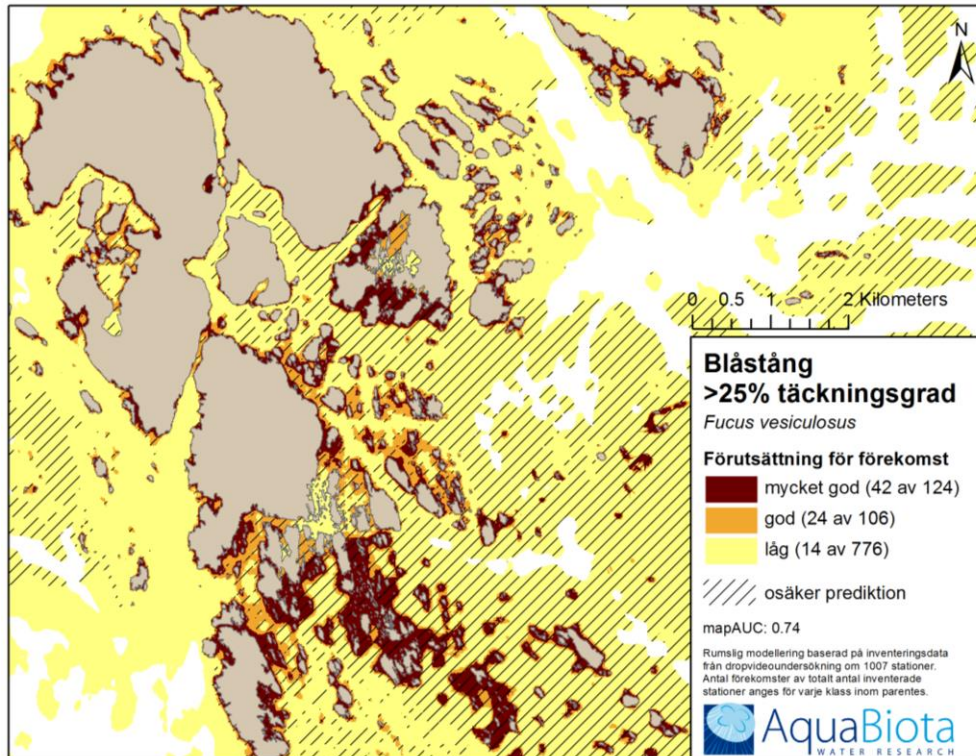 N
0 0.5 1 2 Kilometers
Blåstång
>25% täckningsgrad
Fucus vesiculosus
Förutsättning för förekomst
mycket god (42 av 124)
god (24 av 106)
låg (14 av 776)
osäker prediktion
mapAUC: 0.74
Rumslig modellering baserad på inventeringsdata
från dropvideoundersökning om 1007 stationer.
Antal förekomster av totalt antal inventerade
stationer anges för varje klass inom parentes.
AquaBiota
WATER RESEARCH